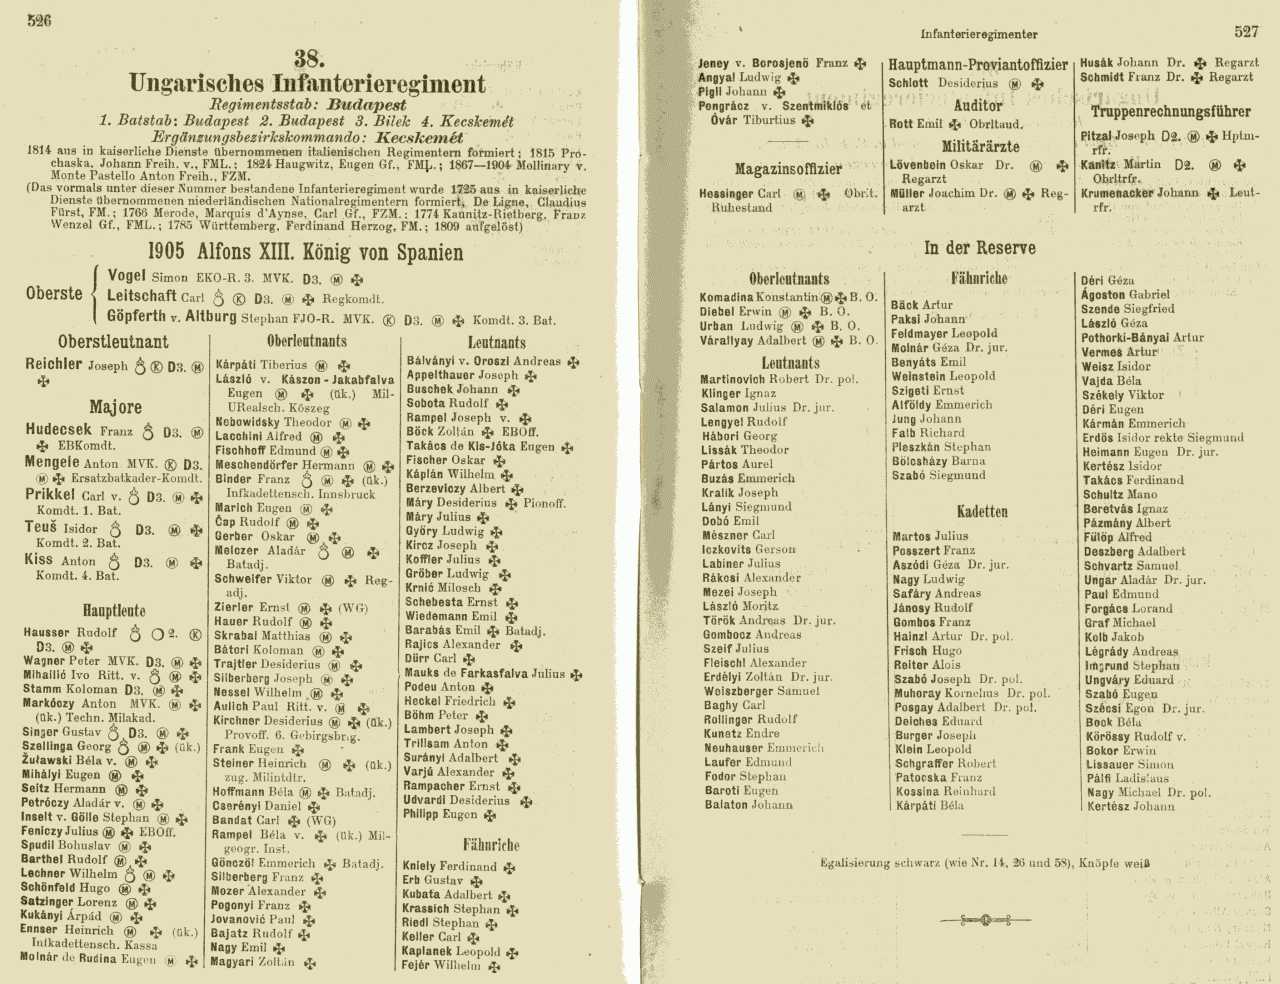 526
38.
Ungarisches Infanterieregiment
Regimentsstab: Budapest
1. Batstab: Budapest 2. Budapest 3. Bilek 4. Kecskemét
Ergänzungsbezirkskommando: Kecskemét
1814 aus in kaiserliche Dienste übernommenen italienischen Regimentern formiert; 1815 Pro-
chaska, Johann Freih. v., FML.; 1824 Haugwitz, Eugen Gf., FML.; 1867—1904 Mollinary v.
Monte Pastello Anton Freih., FZM.
(Das vormals unter dieser Nummer bestandene Infanterieregiment wurde 1725 aus in kaiserliche
Dienste übernommenen niederländischen Nationalregimentern formiert, De Ligne, Claudius
Fürst, FM.; 1766 Merode, Marquis d'Aynse, Carl Gf., FZM.; 1774 Kaunitz-Rietberg, Franz
Wenzel Gf., FML.; 1785 Württemberg, Ferdinand Herzog, FM.; 1809 aufgelöst)
1905 Alfons XIII. König von Spanien
Oberste
Vogel Simon EKO-R. 3. MVK. D3. Ⓜ ✠
Leitschaft Carl Ⓚ D3. Ⓜ ✠ Regkomdt.
Göpferth v. Altburg Stephan FJO-R. MVK. Ⓚ D3. Ⓜ ✠ Komdt. 3. Bat.
Oberstleutnant
Reichler Joseph Ⓚ D3. Ⓜ
✠
Majore
Hudecsek Franz D3. Ⓜ
✠ EBKomdt.
Mengele Anton MVK. Ⓚ D3.
Ⓜ ✠ Ersatzbatkader-Komdt.
Prikkel Carl v. D3. Ⓜ ✠
Komdt. 1. Bat.
Teuš Isidor D3. Ⓜ ✠
Komdt. 2. Bat.
Kiss Anton D3. Ⓜ ✠
Komdt. 4. Bat.
Hauptleute
Hausser Rudolf O 2. Ⓚ
D3. Ⓜ ✠
Wagner Peter MVK. D3. Ⓜ ✠
Mihailić Ivo Ritt. v. Ⓜ ✠
Stamm Koloman D3. Ⓜ ✠
Markóczy Anton MVK. Ⓜ ✠
(ük.) Techn. Milakad.
Singer Gustav D3. Ⓜ ✠
Szellinga Georg Ⓜ ✠ (ük.)
Żuławski Béla v. Ⓜ ✠
Mihályi Eugen Ⓜ ✠
Seitz Hermann Ⓜ ✠
Petróczy Aladár v. Ⓜ ✠
Inselt v. Gölle Stephan Ⓜ ✠
Feniczy Julius Ⓜ ✠ EBOff.
Spudil Bohuslav Ⓜ ✠
Barthel Rudolf Ⓜ ✠
Lechner Wilhelm Ⓜ ✠
Schönfeld Hugo Ⓜ ✠
Satzinger Lorenz Ⓜ ✠
Kukányi Árpád Ⓜ ✠
Ennser Heinrich Ⓜ ✠ (ük.)
Infkadettensch. Kassa
Molnár de Rudina Eugen Ⓜ ✠
Oberleutnants
Kárpáti Tiberius Ⓜ ✠
László v. Kászon-Jakabfalva
Eugen Ⓜ ✠ (ük.) Mil-
URealsch. Kőszeg
Nebowidsky Theodor Ⓜ ✠
Lacchini Alfred Ⓜ ✠
Fischhoff Edmund Ⓜ ✠
Meschendörfer Hermann Ⓜ ✠
Binder Franz Ⓜ ✠ (ük.)
Infkadettensch. Innsbruck
Marich Eugen Ⓜ ✠
Čap Rudolf Ⓜ ✠
Gerber Oskar Ⓜ ✠
Melczer Aladár Ⓜ ✠
Batadj.
Schweifer Viktor Ⓜ ✠ Reg-
adj.
Zierler Ernst Ⓜ ✠ (WG)
Hauer Rudolf Ⓜ ✠
Skrabal Matthias Ⓜ ✠
Bátori Koloman Ⓜ ✠
Trajtler Desiderius Ⓜ ✠
Silberberg Joseph Ⓜ ✠
Nessel Wilhelm Ⓜ ✠
Aulich Paul Ritt. v. Ⓜ ✠
Kirchner Desiderius Ⓜ ✠ (ük.)
Provoff. 6. Gebirgsbrig.
Frank Eugen ✠
Steiner Heinrich Ⓜ ✠ (ük.)
zug. Milintdtr.
Hoffmann Béla Ⓜ ✠ Batadj.
Cserényi Daniel ✠
Bandat Carl ✠ (WG)
Rampel Béla v. ✠ (ük.) Mil-
geogr. Inst.
Gönczöl Emmerich ✠ Batadj.
Silberberg Franz ✠
Mozer Alexander ✠
Pogonyi Franz ✠
Jovanović Paul ✠
Bajatz Rudolf ✠
Nagy Emil ✠
Magyari Zoltán ✠
Leutnants
Bálványi v. Oroszi Andreas ✠
Appelthauer Joseph ✠
Buschek Johann ✠
Sobota Rudolf ✠
Rampel Joseph v. ✠
Böck Zoltán ✠ EBOff.
Takács de Kis-Jóka Eugen ✠
Fischer Oskar ✠
Káplán Wilhelm ✠
Berzeviczy Albert ✠
Máry Desiderius ✠ Pionoff.
Máry Julius ✠
Györy Ludwig ✠
Kircz Joseph ✠
Koffler Julius ✠
Gröber Ludwig ✠
Krnić Milosch ✠
Schebesta Ernst ✠
Wiedemann Emil ✠
Barabás Emil ✠ Batadj.
Rajics Alexander ✠
Dürr Carl ✠
Mauks de Farkasfalva Julius ✠
Podeu Anton ✠
Heckel Friedrich ✠
Böhm Peter ✠
Lambert Joseph ✠
Trillsam Anton ✠
Surányi Adalbert ✠
Varjú Alexander ✠
Rampacher Ernst ✠
Udvardi Desiderius ✠
Philipp Eugen ✠
Fähnriche
Kniely Ferdinand ✠
Erb Gustav ✠
Kubata Adalbert ✠
Krassich Stephan ✠
Riedl Stephan ✠
Keller Carl ✠
Kaplanek Leopold ✠
Fejér Wilhelm ✠
Infanterieregimenter
527
Jeney v. Borosjenö Franz ✠
Angyal Ludwig ✠
Pigll Johann ✠
Pongrácz v. Szentmiklós et
Óvár Tiburtius ✠
Magazinsoffizier
Hessinger Carl Ⓜ ✠ Obrlt.
Ruhestand
Hauptmann-Proviantoffizier
Schlott Desiderius Ⓜ ✠
Auditor
Rott Emil ✠ Obrltaud.
Militärärzte
Lövenbein Oskar Dr. Ⓜ ✠
Regarzt
Müller Joachim Dr. Ⓜ ✠ Reg-
arzt
Husák Johann Dr. ✠ Regarzt
Schmidt Franz Dr. ✠ Regarzt
Truppenrechnungsführer
Pitzal Joseph D2. Ⓜ ✠ Hptm-
rfr.
Kanitz Martin D2. Ⓜ ✠
Obrltrfr.
Krumenacker Johann ✠ Leut-
rfr.
In der Reserve
Oberleutnants
Komadina Konstantin Ⓜ ✠ B. O.
Diebel Erwin Ⓜ ✠ B. O.
Urban Ludwig Ⓜ ✠ B. O.
Várallyay Adalbert Ⓜ ✠ B. O.
Leutnants
Martinovich Robert Dr. pol.
Klinger Ignaz
Salamon Julius Dr. jur.
Lengyel Rudolf
Hábori Georg
Lissák Theodor
Pártos Aurel
Buzás Emmerich
Kralik Joseph
Lányi Siegmund
Dobó Emil
Mészner Carl
Iczkovits Gerson
Labiner Julius
Rákosi Alexander
Mezei Joseph
László Moritz
Török Andreas Dr. jur.
Gombocz Andreas
Szeif Julius
Fleischl Alexander
Erdélyi Zoltán Dr. jur.
Weiszberger Samuel
Baghy Carl
Rollinger Rudolf
Kunetz Endre
Neuhauser Emmerich
Laufer Edmund
Fodor Stephan
Baroti Eugen
Balaton Johann
Fähnriche
Bäck Artur
Paksi Johann
Feldmayer Leopold
Molnár Géza Dr. jur.
Benyáts Emil
Weinstein Leopold
Szigeti Ernst
Alföldy Emmerich
Jung Johann
Falb Richard
Pleszkán Stephan
Bölcsházy Barna
Szabó Siegmund
Kadetten
Martos Julius
Posszert Franz
Aszódi Géza Dr. jur.
Nagy Ludwig
Safáry Andreas
Jánosy Rudolf
Gombos Franz
Hainzl Artur Dr. pol.
Frisch Hugo
Reiter Alois
Szabó Joseph Dr. pol.
Muhoray Kornelius Dr. pol.
Posgay Adalbert Dr. pol.
Deiches Eduard
Burger Joseph
Klein Leopold
Schgraffer Robert
Patocska Franz
Kossina Reinhard
Kárpáti Béla
Déri Géza
Ágoston Gabriel
Szende Siegfried
László Géza
Pothorki-Bányai Artur
Vermes Artur
Weisz Isidor
Vajda Béla
Székely Viktor
Déri Eugen
Kármán Emmerich
Erdös Isidor rekte Siegmund
Heimann Eugen Dr. jur.
Kertész Isidor
Takács Ferdinand
Schultz Mano
Beretvás Ignaz
Pázmány Albert
Fülöp Alfred
Deszberg Adalbert
Schvartz Samuel
Ungar Aladár Dr. jur.
Paul Edmund
Forgács Lorand
Graf Michael
Kolb Jakob
Légrády Andreas
Imgrund Stephan
Ungváry Eduard
Szabó Eugen
Szécsi Egon Dr. jur.
Bock Béla
Körössy Rudolf v.
Bokor Erwin
Lissauer Simon
Pálfi Ladislaus
Nagy Michael Dr. pol.
Kertész Johann
Egalisierung schwarz (wie Nr. 14, 26 und 58), Knöpfe weiß